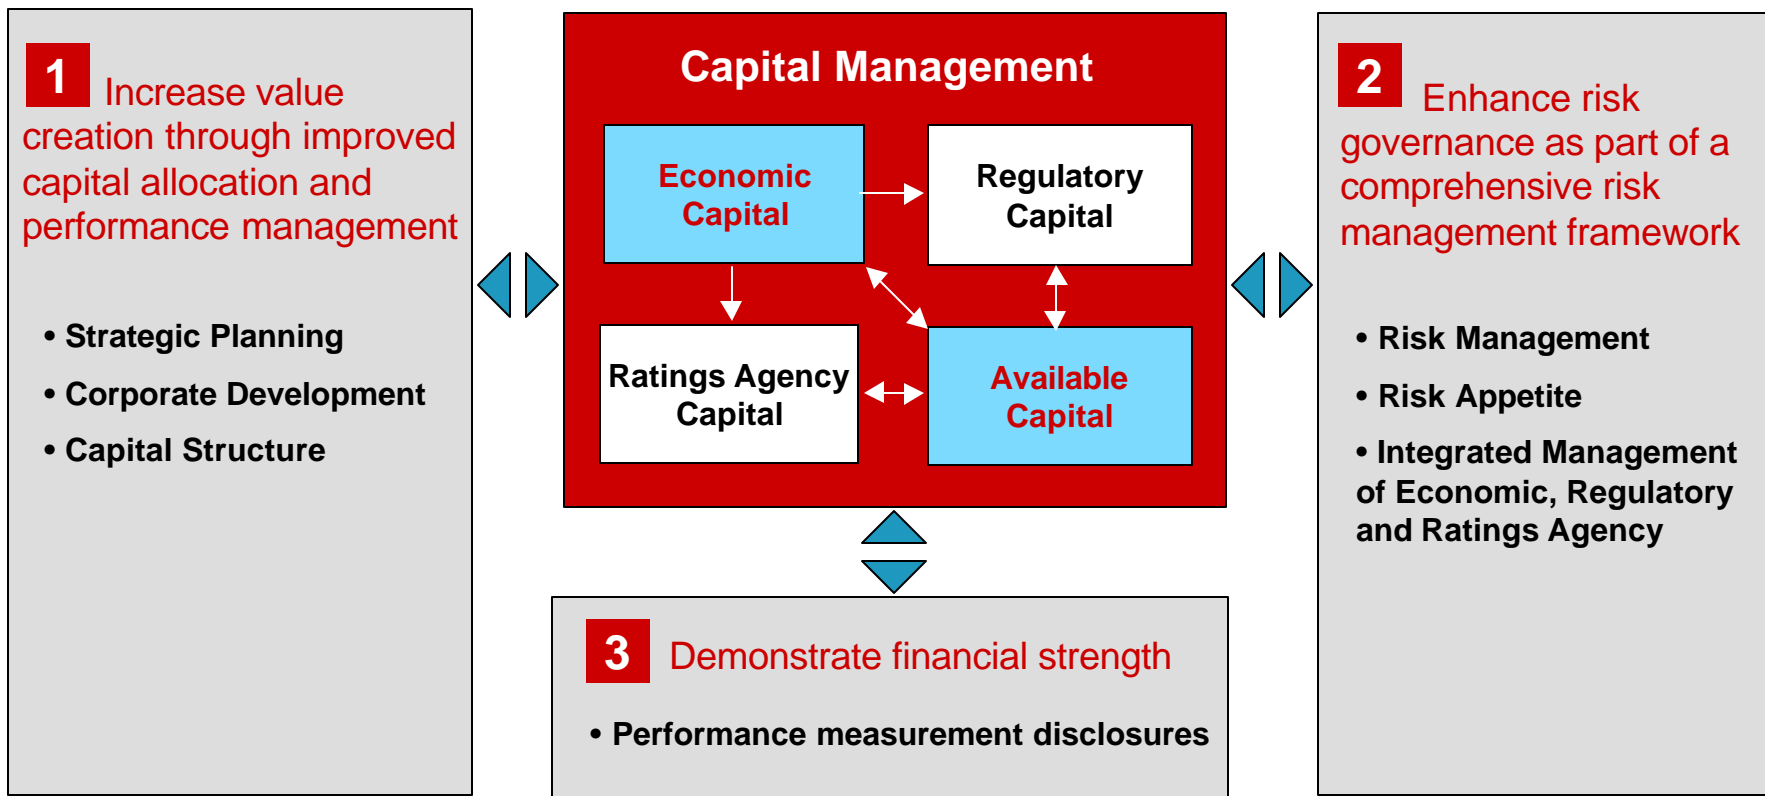 1 Increase value
creation through improved
capital allocation and
performance management
• Strategic Planning
• Corporate Development
• Capital Structure
Capital Management
Economic
Capital
Regulatory
Capital
Ratings Agency
Capital
Available
Capital
2 Enhance risk
governance as part of a
comprehensive risk
management framework
• Risk Management
• Risk Appetite
• Integrated Management
of Economic, Regulatory
and Ratings Agency
3 Demonstrate financial strength
• Performance measurement disclosures